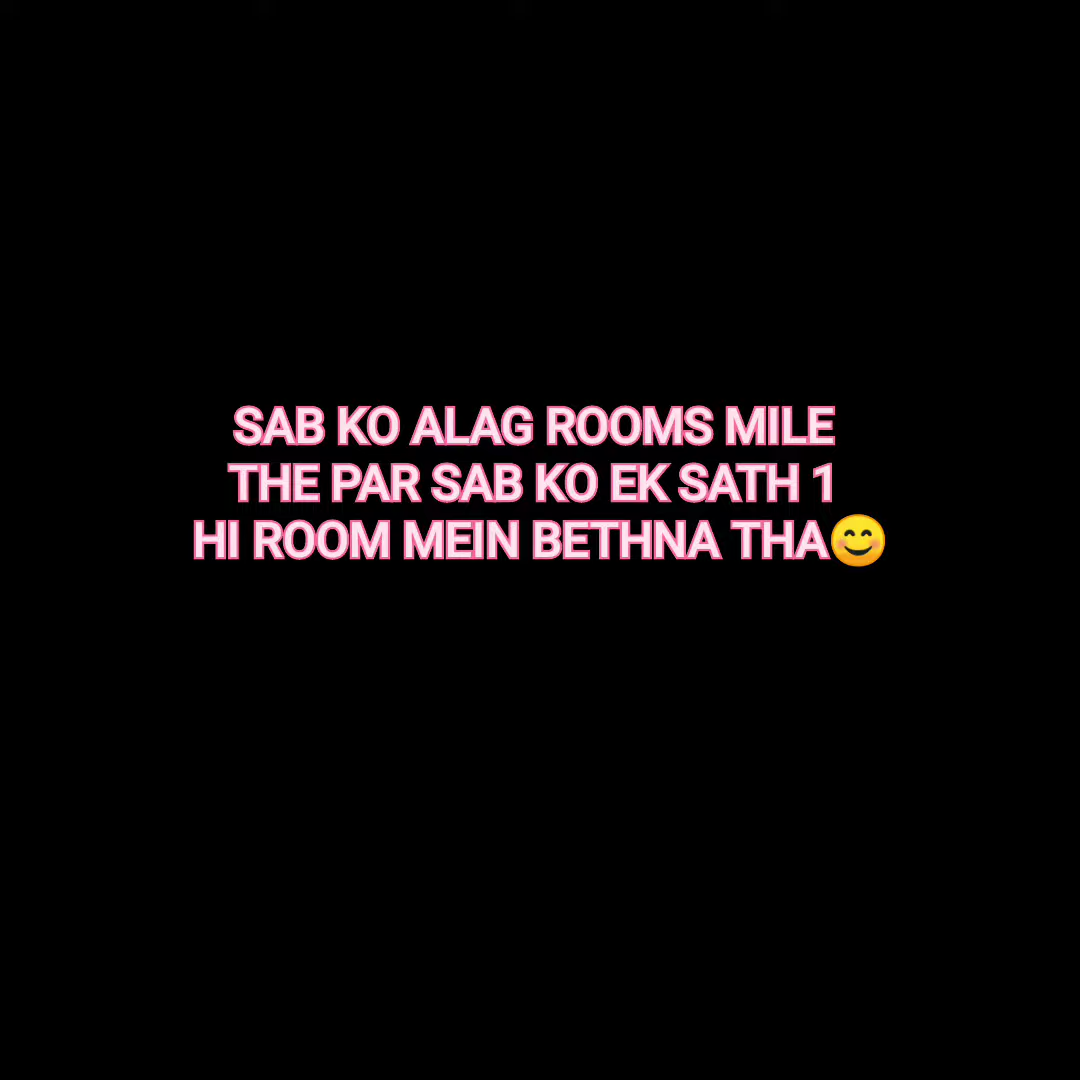 SAB KO ALAG ROOMS MILE
THE PAR SAB KO EK SATH 1
HI ROOM MEIN BETHNA THA😊